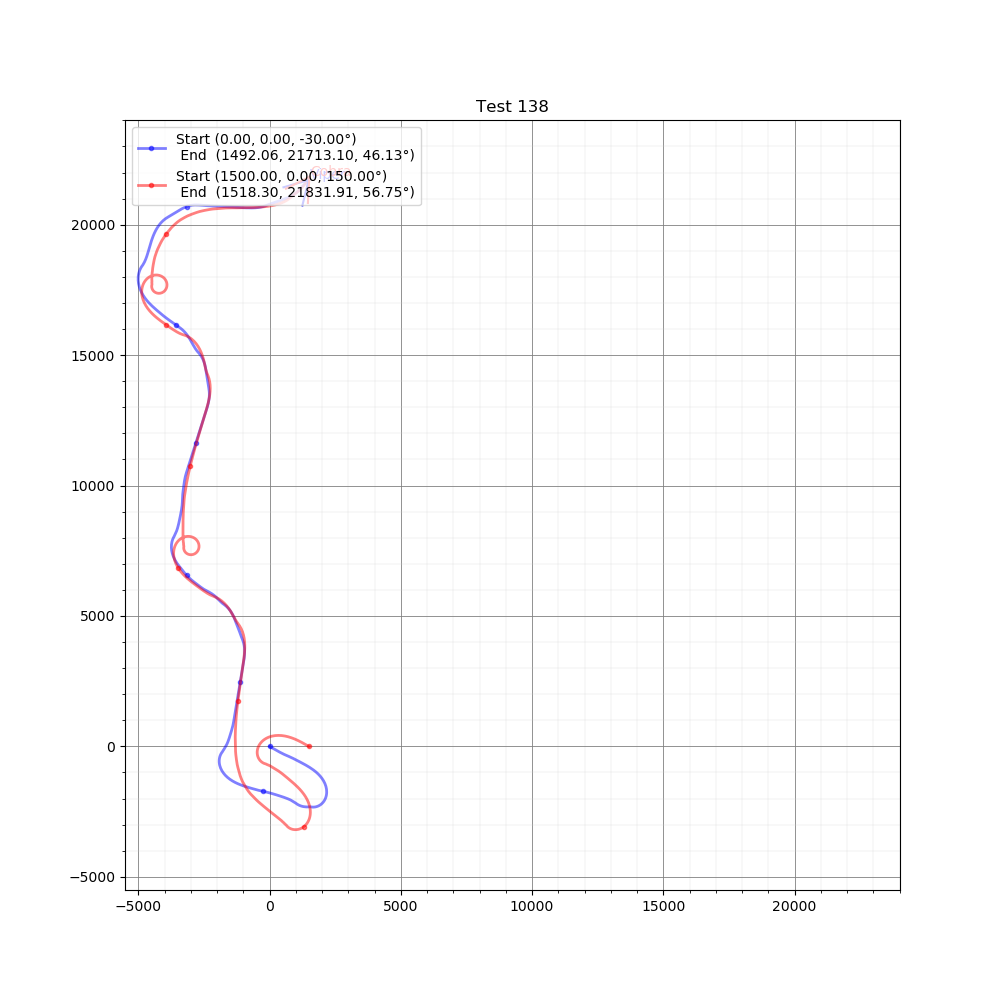 Test 138
Start (0.00, 0.00, -30.00°)
End (1492.06, 21713.10, 46.13°)
Start (1500.00, 0.00, 150.00°)
End (1518.30, 21831.91, 56.75°)
20000
15000
10000
5000
0
−5000
−5000 0 5000 10000 15000 20000